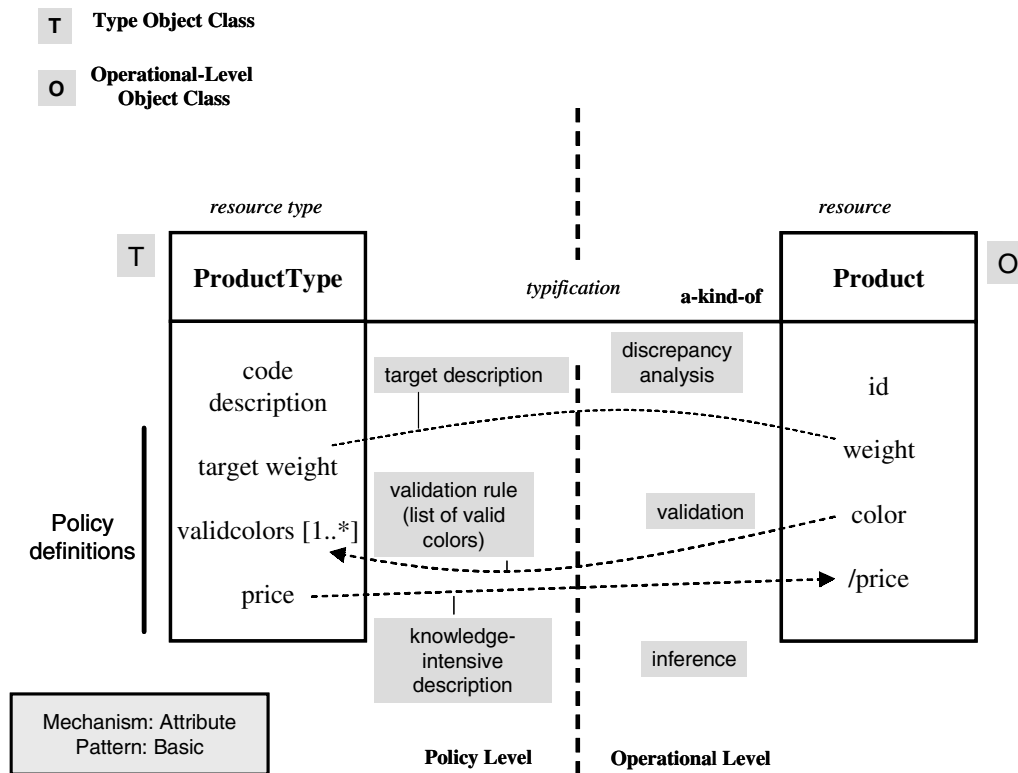 T
Type Object Class
O
Operational-Level
Object Class
resource type
resource
T
ProductType
typification
a-kind-of
Product
O
code
description
target weight
validcolors [1..*]
price
Policy
definitions
target description
discrepancy
analysis
validation rule
(list of valid
colors)
validation
knowledge-
intensive
description
inference
id
weight
color
/price
Mechanism: Attribute
Pattern: Basic
Policy Level
Operational Level